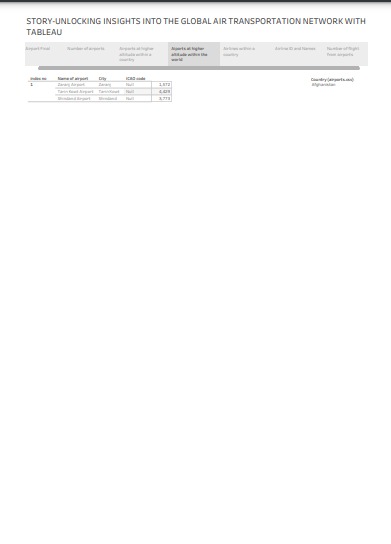 STORY-UNLOCKING INSIGHTS INTO THE GLOBAL AIR TRANSPORTATION NETWORK WITH
TABLEAU
Airport Food Number of airports Airports at higher Airports at higher Airlines within a Airline ID and Names Number of flight
altitude within a altitude within the country from airports
country world
Index no Name of airport City ICAO code
1 Zaranj Airport Zaranj Null 1,572
Tarin Kowt Airport Tarin Kowt Null 4,429
Woodland Airport Woodland Null 3,773
Country (airports.csv)
Afghanistan